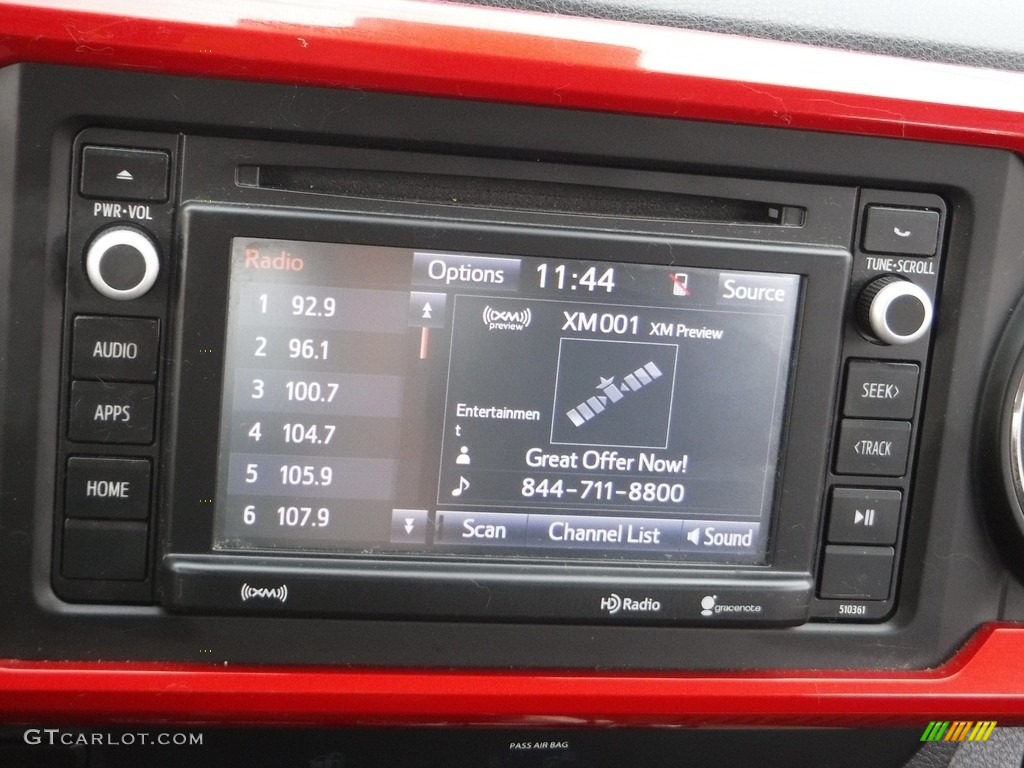 PWR•VOL
AUDIO
APPS
HOME
Radio
Options
11:44
Source
1 92.9
2 96.1
3 100.7
4 104.7
5 105.9
6 107.9
((XM))
preview
XM001 XM Preview
Entertainmen
t
Great Offer Now!
844-711-8800
Scan
Channel List
Sound
TUNE•SCROLL
SEEK>
<TRACK
510361
((XM))
HD Radio
gracenote
GTCARLOT.COM
PASS AIR BAG